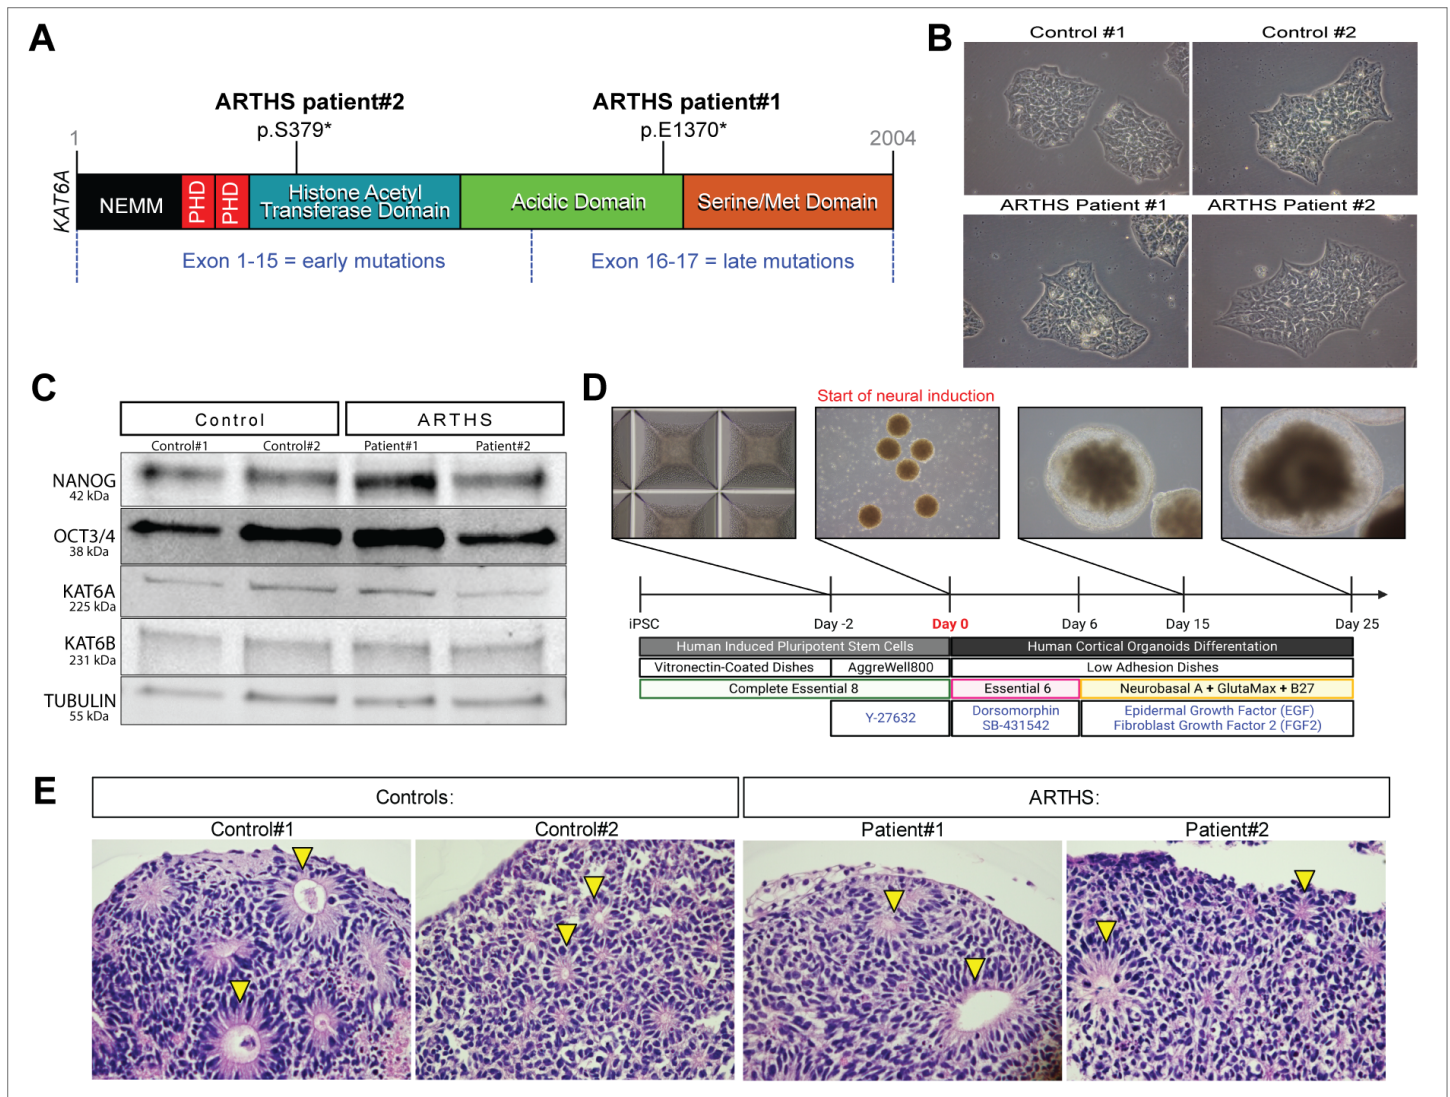 A
ARTHS patient#2
p.S379*
ARTHS patient#1
p.E1370*
1
2004
KAT6A
NEMM
PHD
PHD
Histone Acetyl
Transferase Domain
Acidic Domain
Serine/Met Domain
Exon 1-15 = early mutations
Exon 16-17 = late mutations
B
Control #1
Control #2
ARTHS Patient #1
ARTHS Patient #2
C
Control
ARTHS
Control#1
Control#2
Patient#1
Patient#2
NANOG
42 kDa
OCT3/4
38 kDa
KAT6A
225 kDa
KAT6B
231 kDa
TUBULIN
55 kDa
D
Start of neural induction
iPSC
Day -2
Day 0
Day 6
Day 15
Day 25
Human Induced Pluripotent Stem Cells
Human Cortical Organoids Differentation
Vitronectin-Coated Dishes
AggreWell800
Low Adhesion Dishes
Complete Essential 8
Essential 6
Neurobasal A + GlutaMax + B27
Y-27632
Dorsomorphin
SB-431542
Epidermal Growth Factor (EGF)
Fibroblast Growth Factor 2 (FGF2)
E
Controls:
ARTHS:
Control#1
Control#2
Patient#1
Patient#2